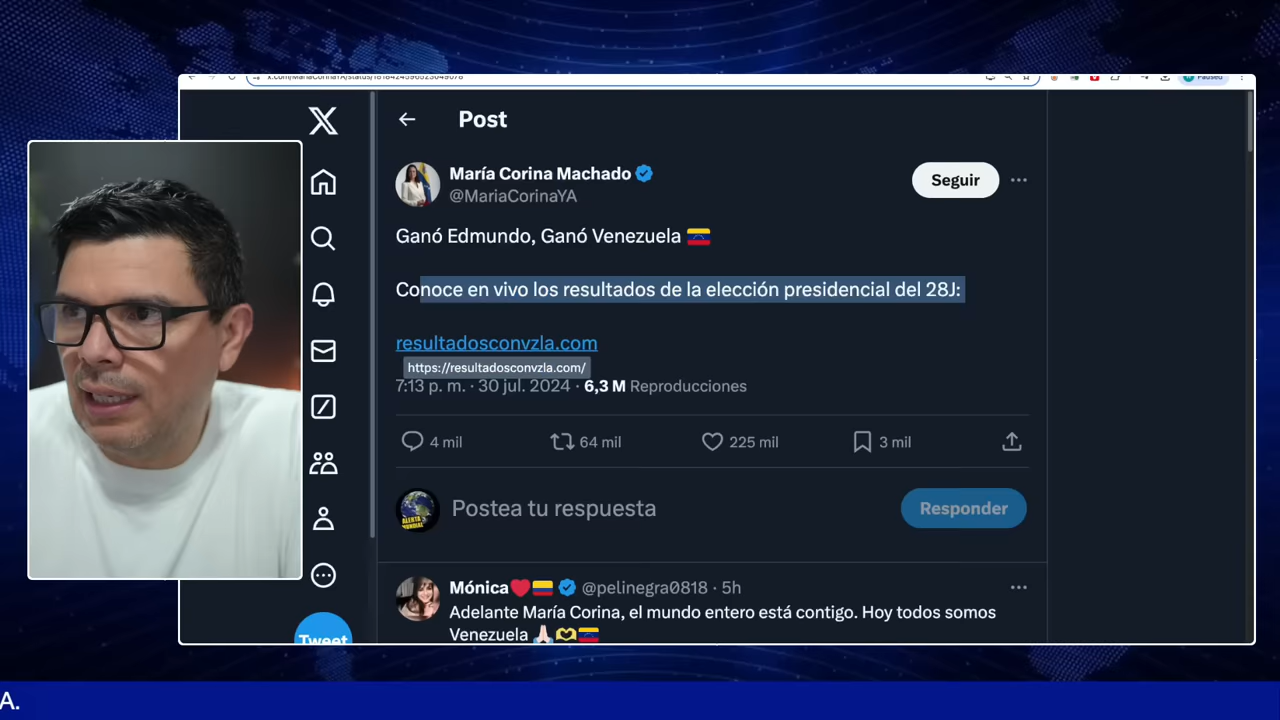 Post
María Corina Machado
@MariaCorinaYA
Seguir
Ganó Edmundo, Ganó Venezuela
Conoce en vivo los resultados de la elección presidencial del 28J:
resultadosconvzla.com
https://resultadosconvzla.com/
7:13 p. m. · 30 jul. 2024 · 6,3 M Reproducciones
4 mil
64 mil
225 mil
3 mil
ALERTA MUNDIAL
Postea tu respuesta
Responder
Mónica @pelinegra0818 · 5h
Adelante María Corina, el mundo entero está contigo. Hoy todos somos
Venezuela
Tweet
A.